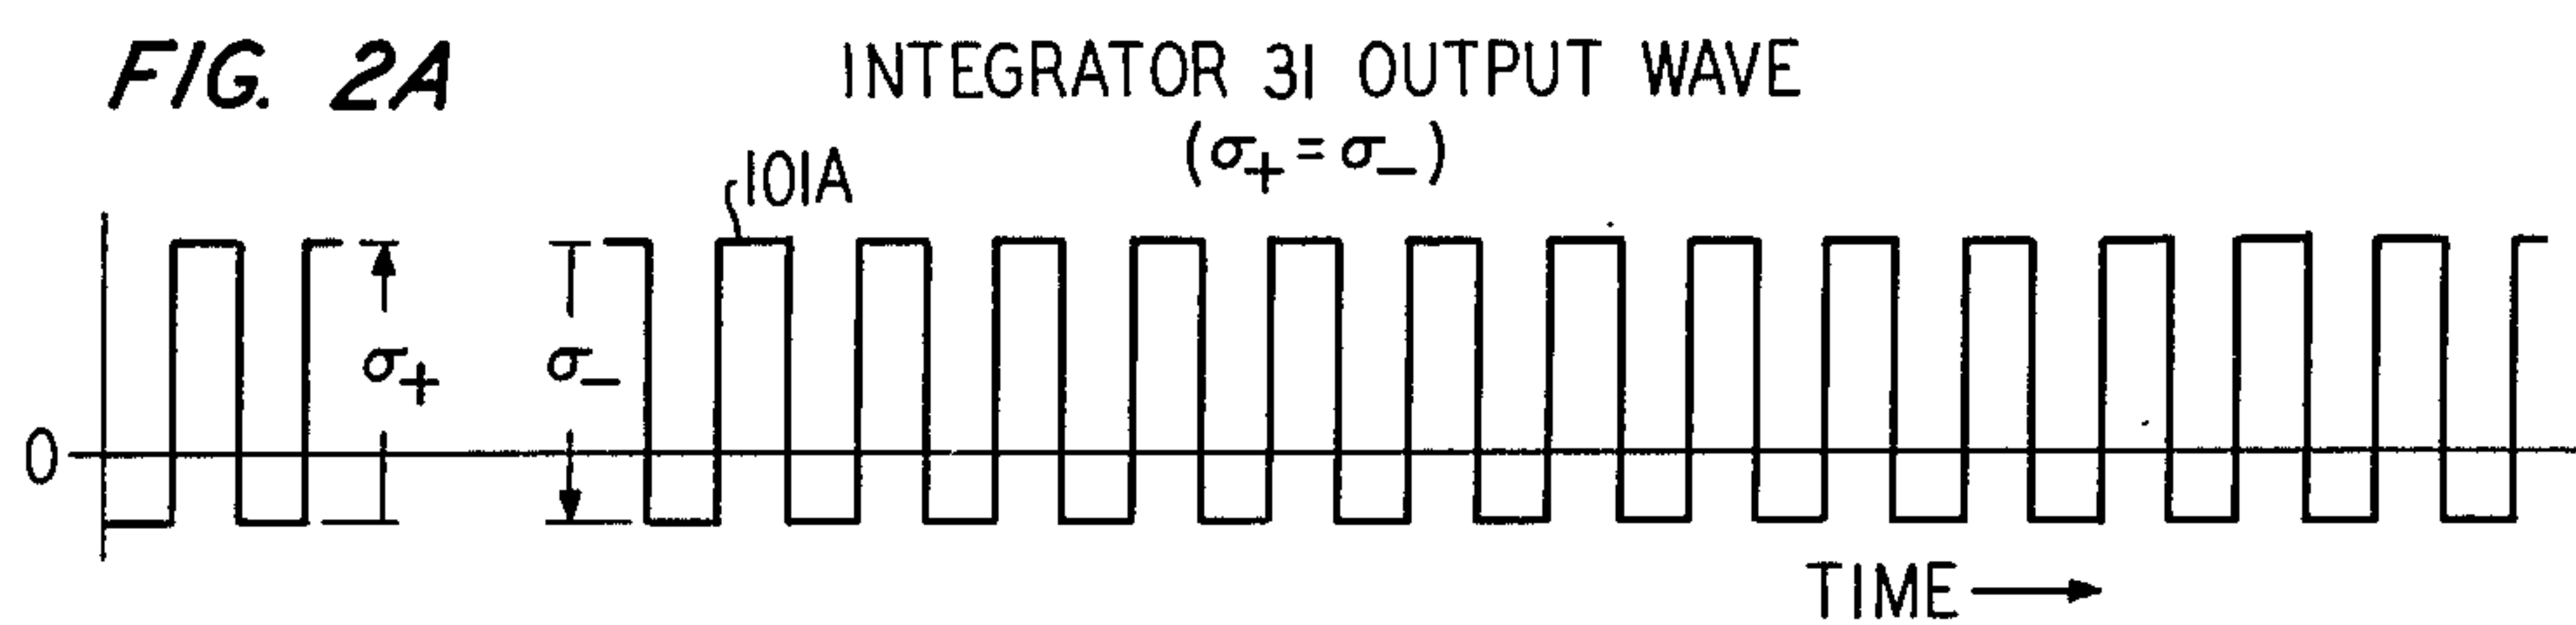 FIG. 2A
INTEGRATOR 31 OUTPUT WAVE
(σ+ = σ−)
101A
σ+
σ−
0
TIME